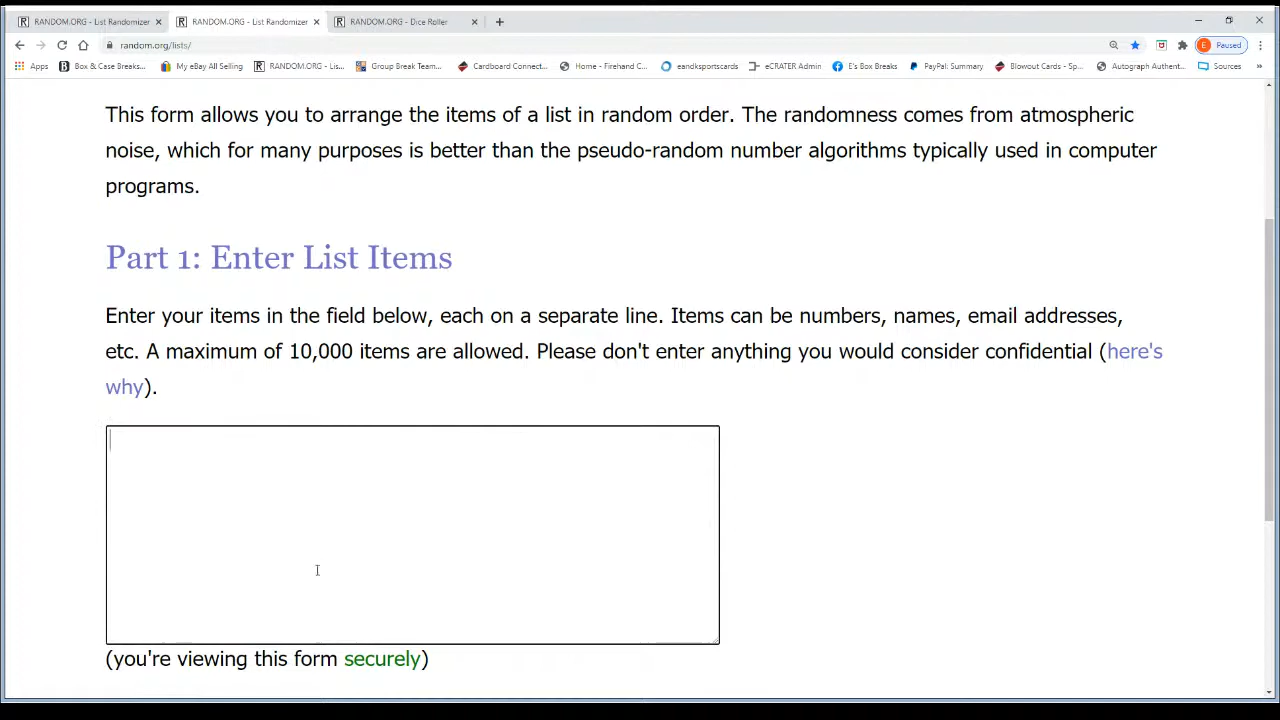 RANDOM.ORG - List Randomizer
RANDOM.ORG - List Randomizer
RANDOM.ORG - Dice Roller
random.org/lists/
E Paused
Apps
Box & Case Breaks...
My eBay All Selling
RANDOM.ORG - Lis...
Group Break Team...
Cardboard Connect...
Home - Firehand C...
eandksportscards
eCRATER Admin
E's Box Breaks
PayPal: Summary
Blowout Cards - Sp...
Autograph Authent...
Sources
This form allows you to arrange the items of a list in random order. The randomness comes from atmospheric
noise, which for many purposes is better than the pseudo-random number algorithms typically used in computer
programs.
Part 1: Enter List Items
Enter your items in the field below, each on a separate line. Items can be numbers, names, email addresses,
etc. A maximum of 10,000 items are allowed. Please don't enter anything you would consider confidential (here's
why).
(you're viewing this form securely)